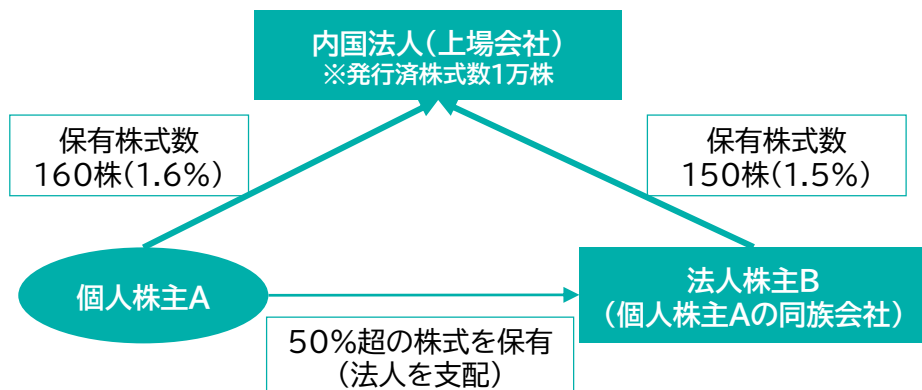 内国法人(上場会社)
※発行済株式数1万株
保有株式数
160株(1.6%)
保有株式数
150株(1.5%)
個人株主A
法人株主B
(個人株主Aの同族会社)
50%超の株式を保有
(法人を支配)